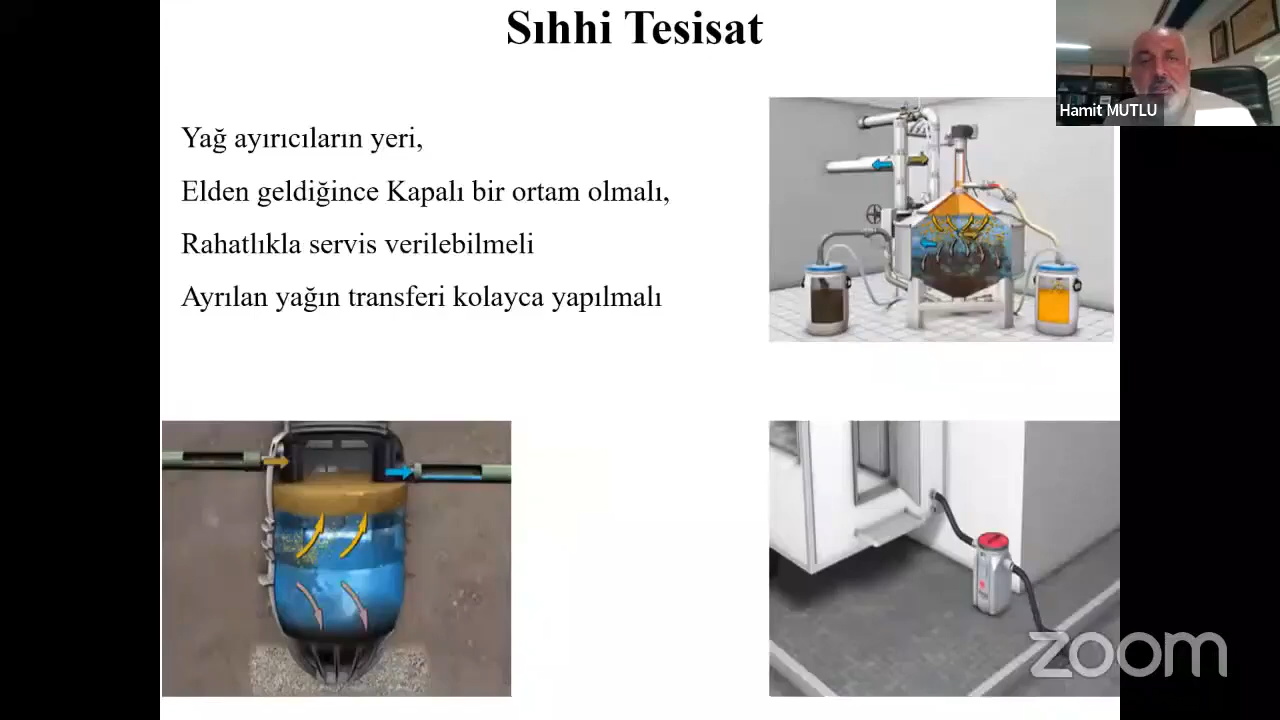 Sıhhi Tesisat
Hamit MUTLU
Yağ ayırıcıların yeri,
Elden geldiğince Kapalı bir ortam olmalı,
Rahatlıkla servis verilebilmeli
Ayrılan yağın transferi kolayca yapılmalı
zoom